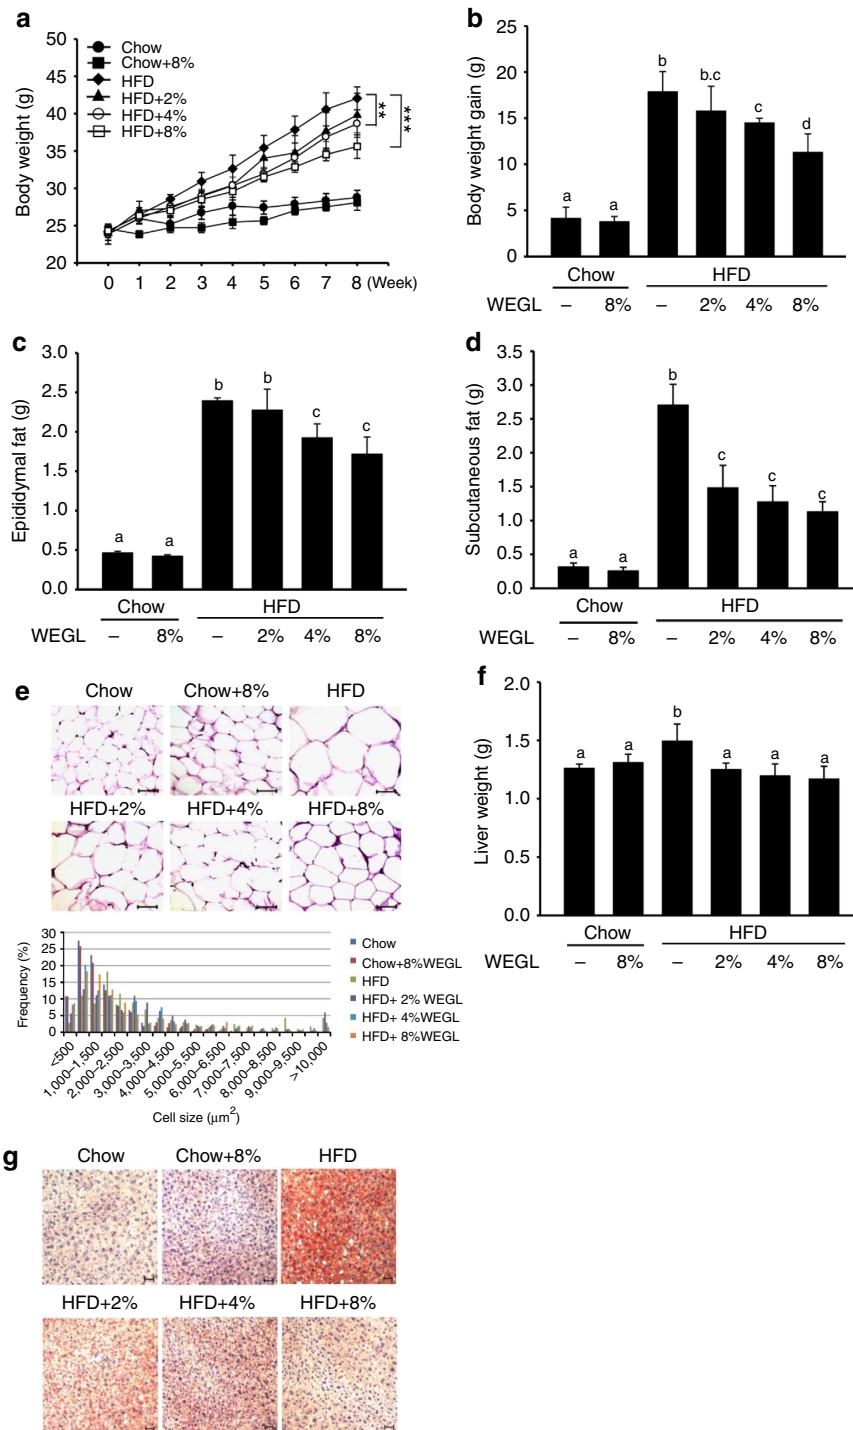 a
Body weight (g)
50
45
40
35
30
25
20
Chow
Chow+8%
HFD
HFD+2%
HFD+4%
HFD+8%
**
***
0 1 2 3 4 5 6 7 8 (Week)
b
Body weight gain (g)
25
20
15
10
5
0
a a b b.c c d
Chow HFD
WEGL – 8% – 2% 4% 8%
c
Epididymal fat (g)
3.0
2.5
2.0
1.5
1.0
0.5
0.0
a a b b c c
Chow HFD
WEGL – 8% – 2% 4% 8%
d
Subcutaneous fat (g)
3.5
3.0
2.5
2.0
1.5
1.0
0.5
0.0
a a b c c c
Chow HFD
WEGL – 8% – 2% 4% 8%
e
Chow Chow+8% HFD
HFD+2% HFD+4% HFD+8%
Frequency (%)
30
25
20
15
10
5
0
Chow
Chow+8%WEGL
HFD
HFD+ 2% WEGL
HFD+ 4%WEGL
HFD+ 8%WEGL
<500
1,000–1,500
2,000–2,500
3,000–3,500
4,000–4,500
5,000–5,500
6,000–6,500
7,000–7,500
8,000–8,500
9,000–9,500
>10,000
Cell size (μm²)
f
Liver weight (g)
2.0
1.5
1.0
0.5
0.0
a a b a a a
Chow HFD
WEGL – 8% – 2% 4% 8%
g
Chow Chow+8% HFD
HFD+2% HFD+4% HFD+8%